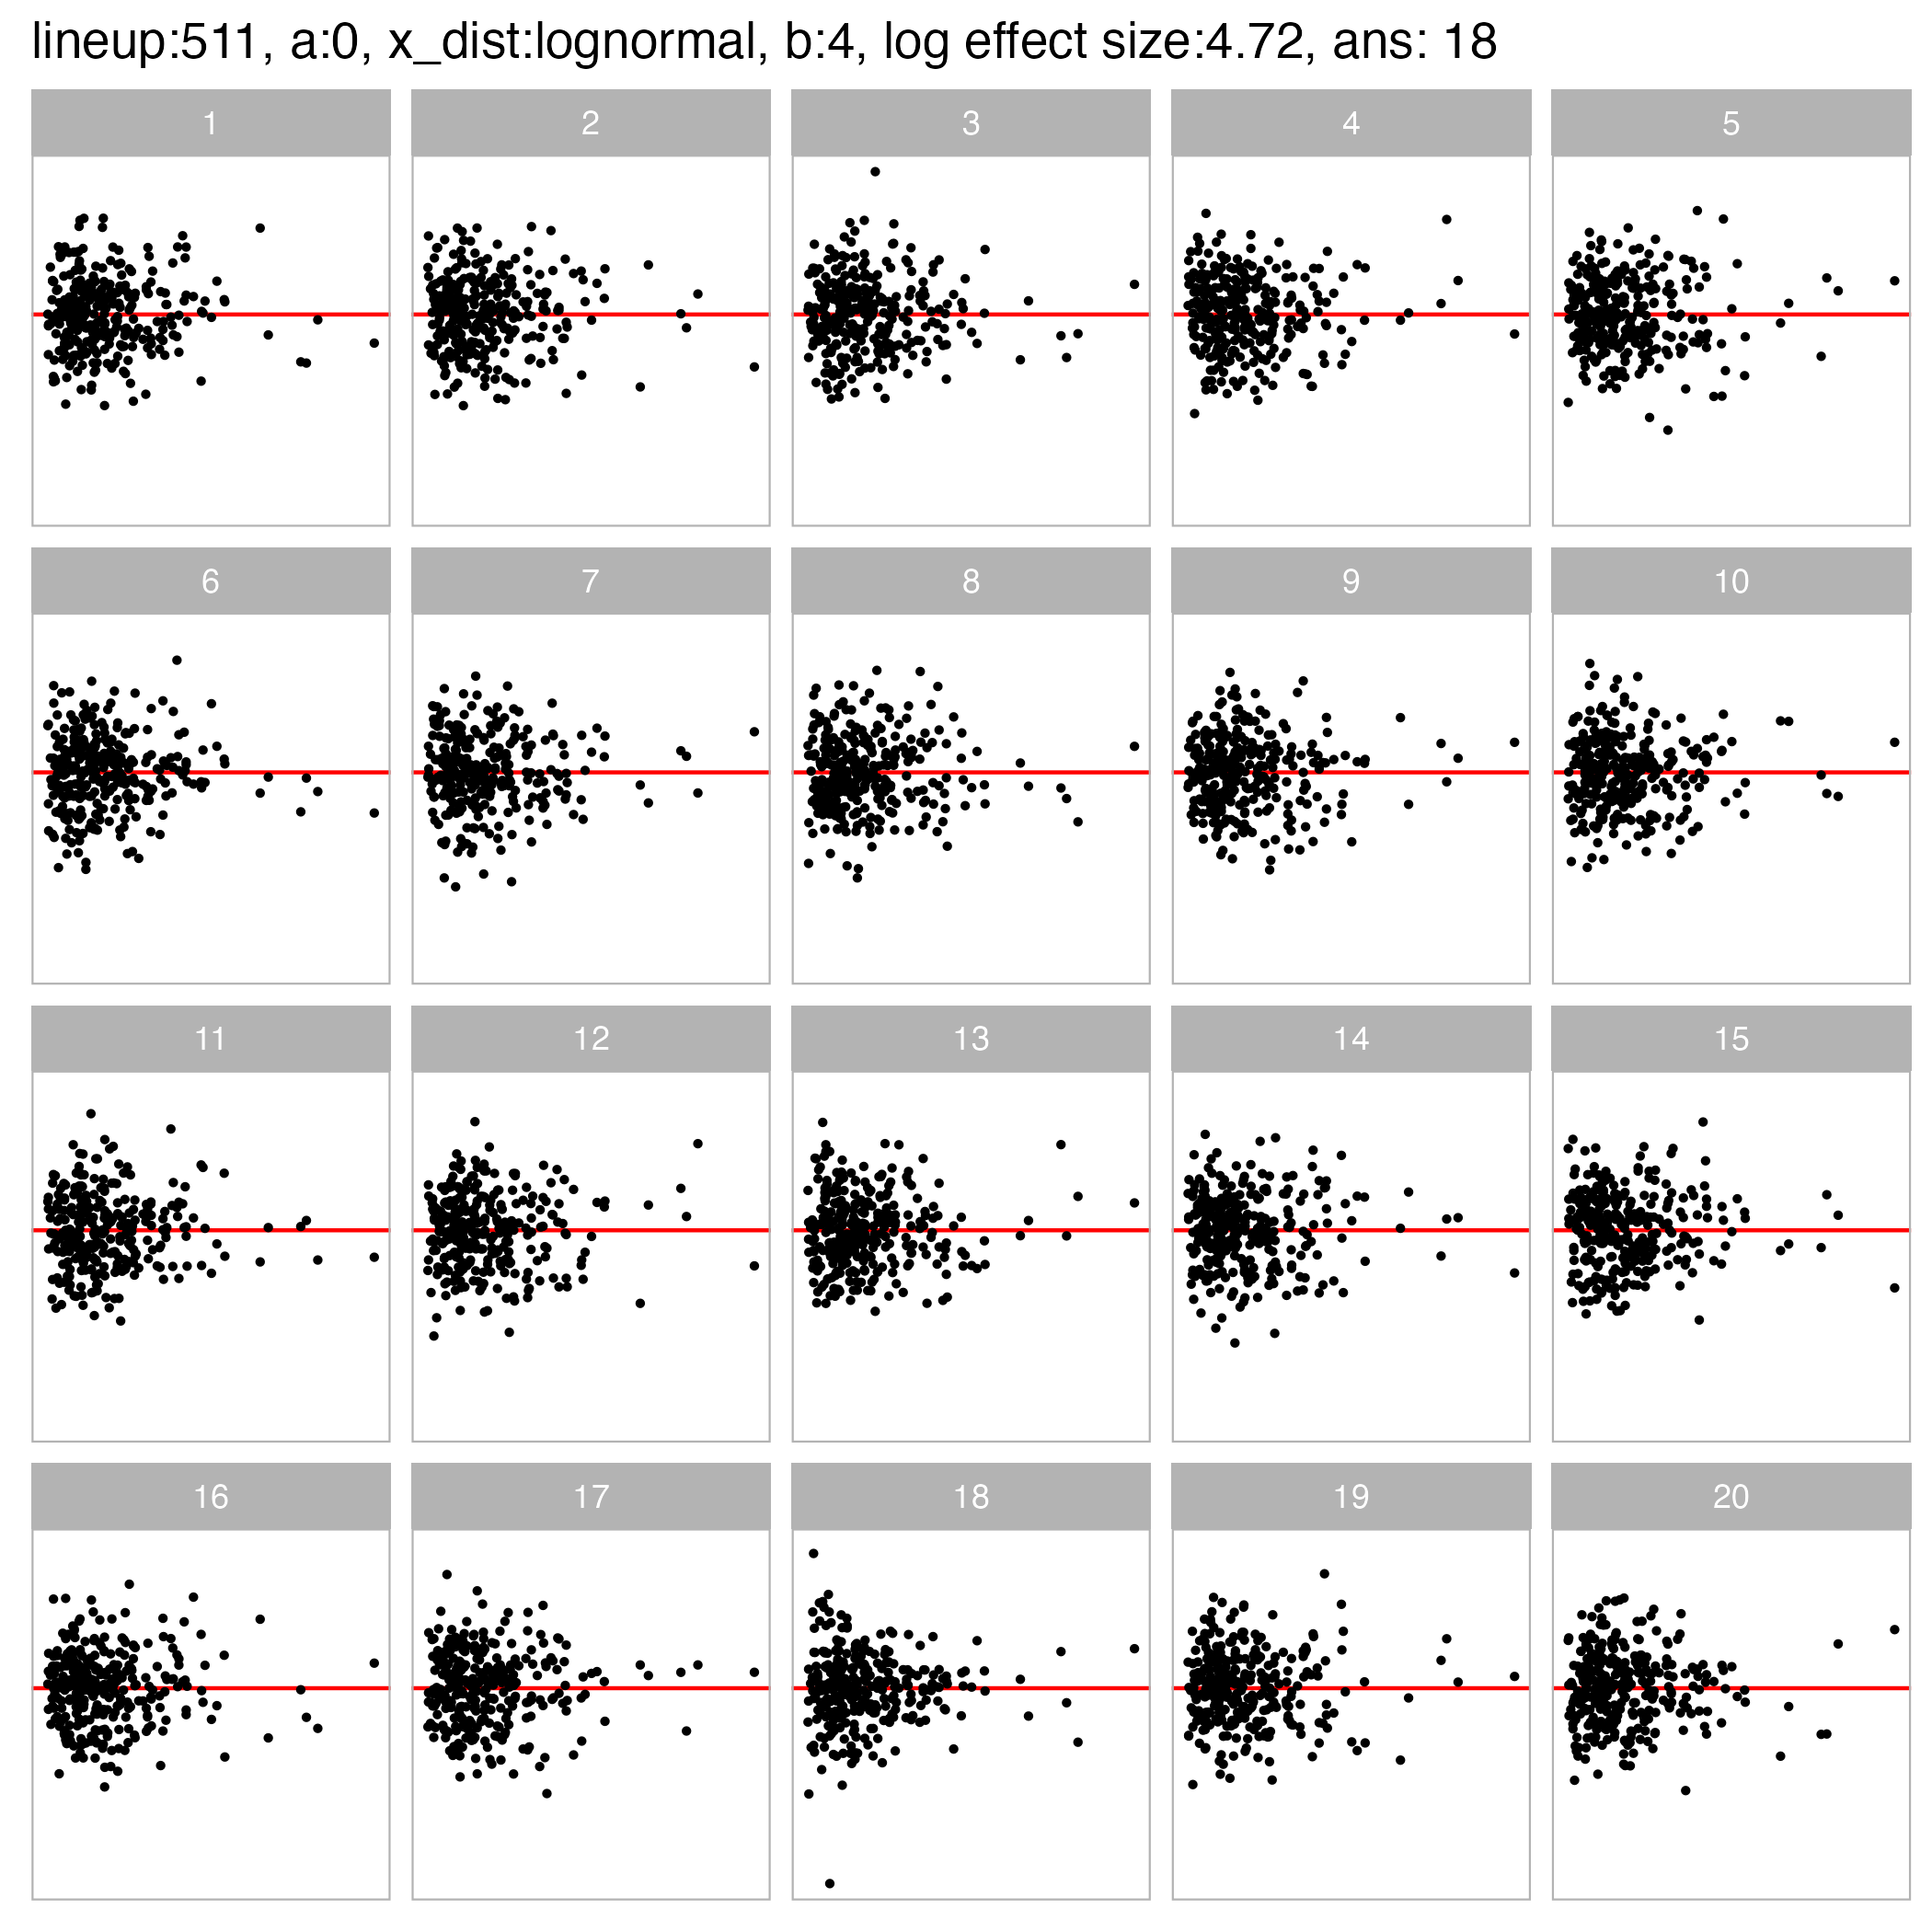 lineup:511, a:0, x_dist:lognormal, b:4, log effect size:4.72, ans: 18
1 2 3 4 5
6 7 8 9 10
11 12 13 14 15
16 17 18 19 20